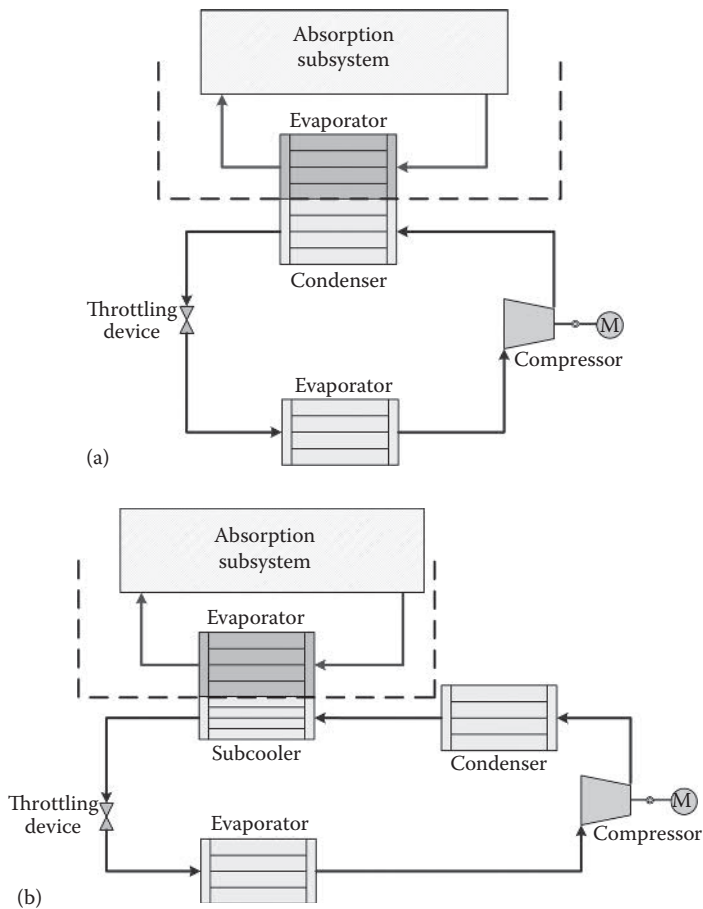 Absorption
subsystem
Evaporator
Condenser
Throttling
device
M
Compressor
Evaporator
(a)
Absorption
subsystem
Evaporator
Subcooler
Condenser
Throttling
device
M
Compressor
Evaporator
(b)